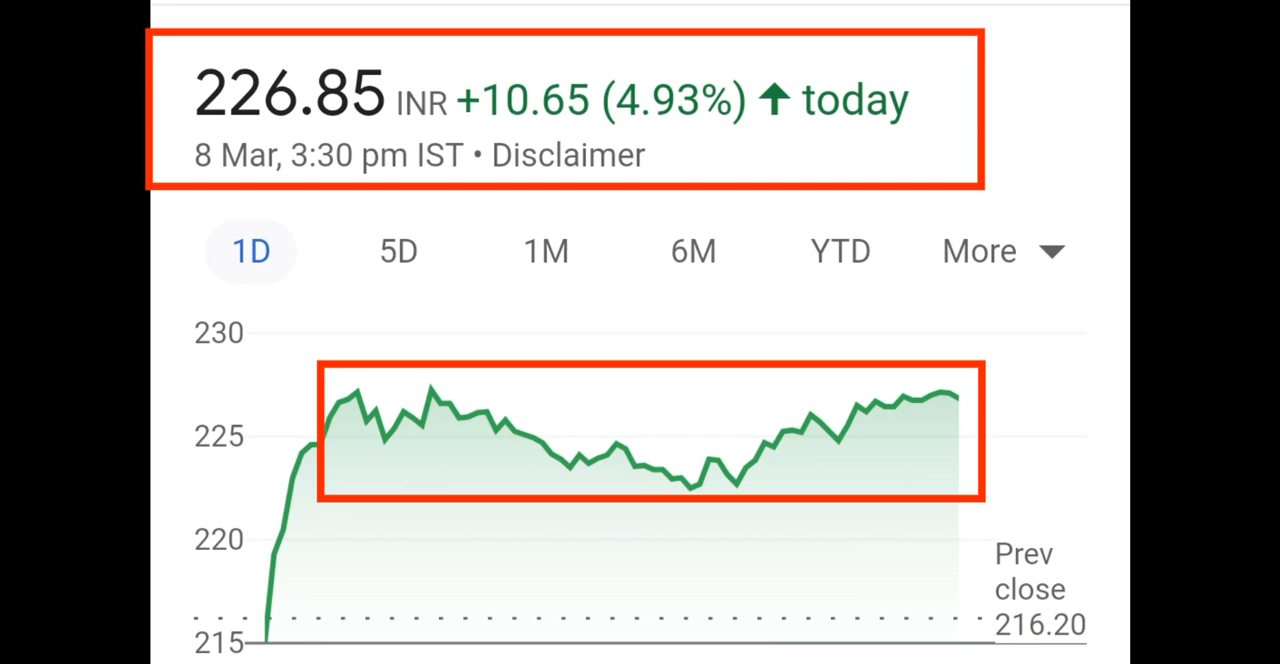 226.85 INR +10.65 (4.93%) ↑ today
8 Mar, 3:30 pm IST • Disclaimer
1D 5D 1M 6M YTD More
230
225
220
215
Prev
close
216.20